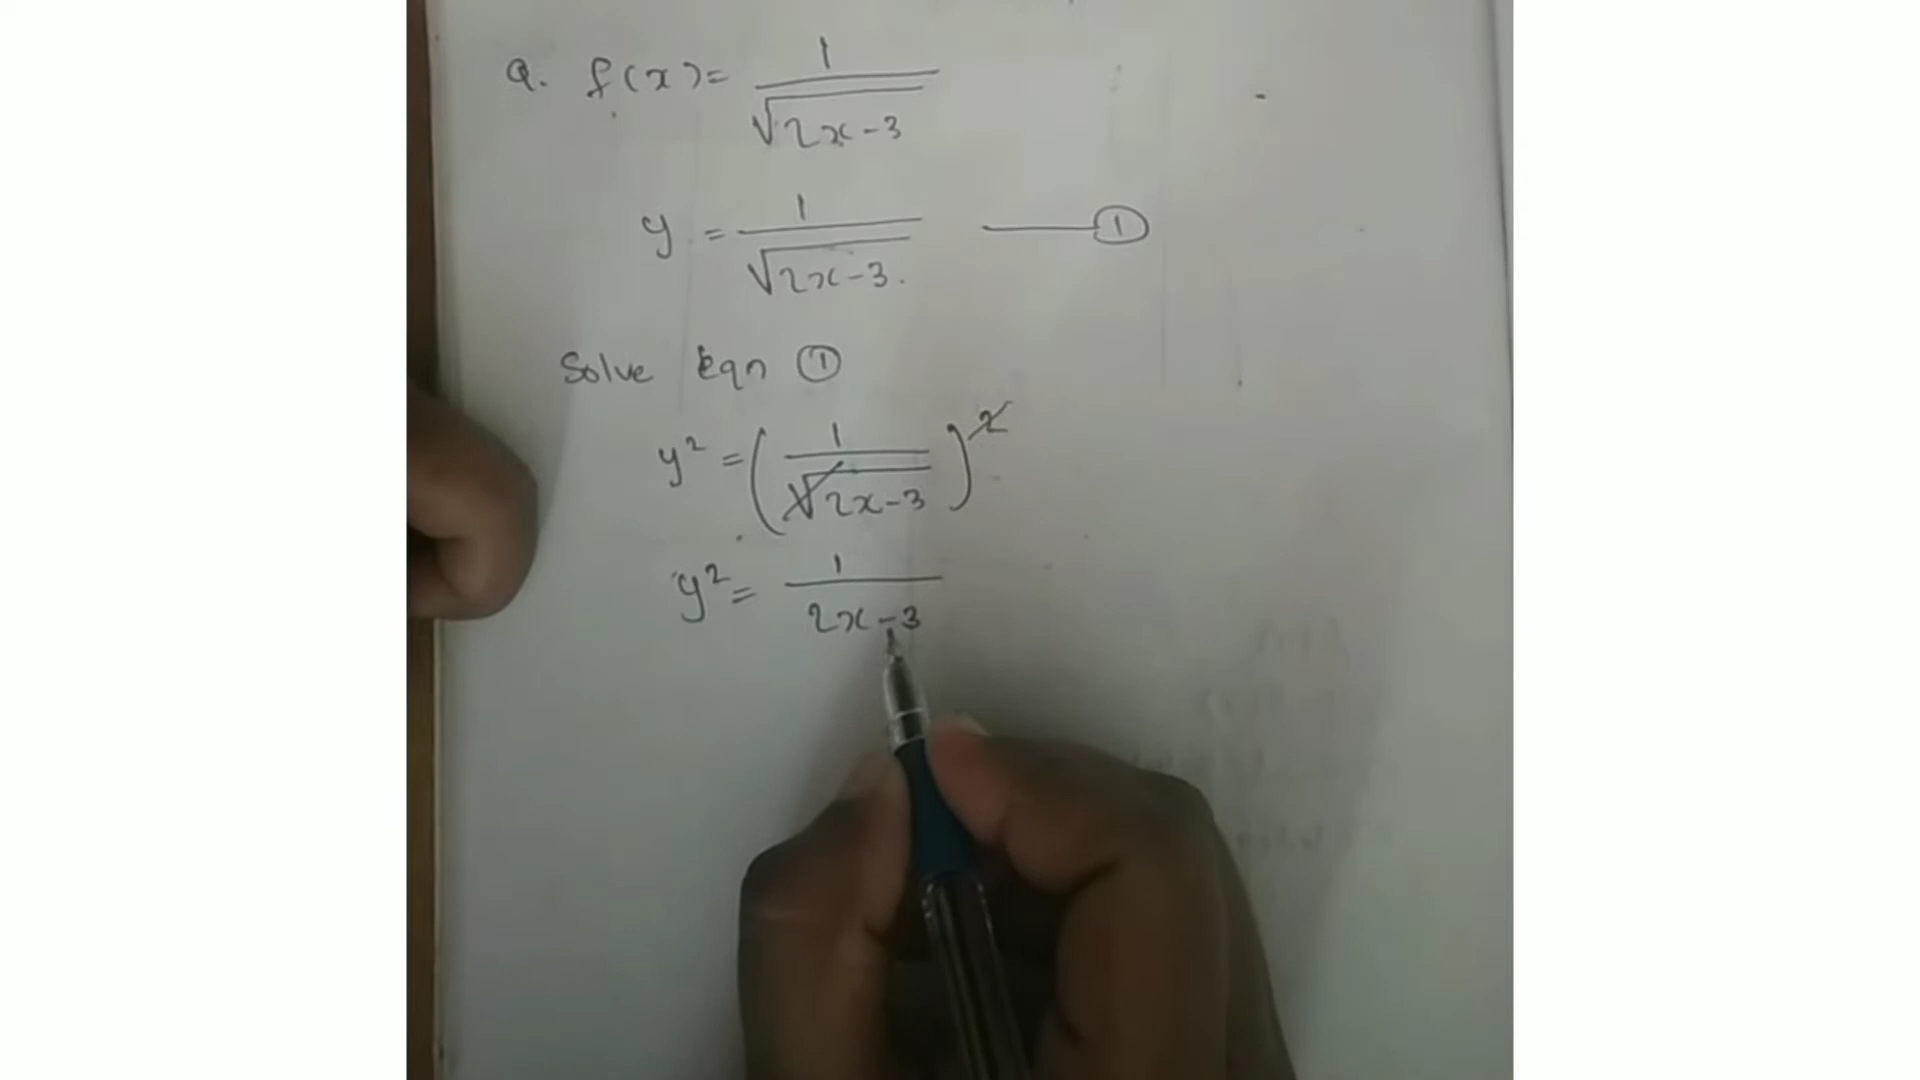 Q. f(x) = 1/√(2x-3)
y = 1/√(2x-3). —— ①
Solve Eqn ①
y² = (1/√(2x-3))²
y² = 1/(2x-3)